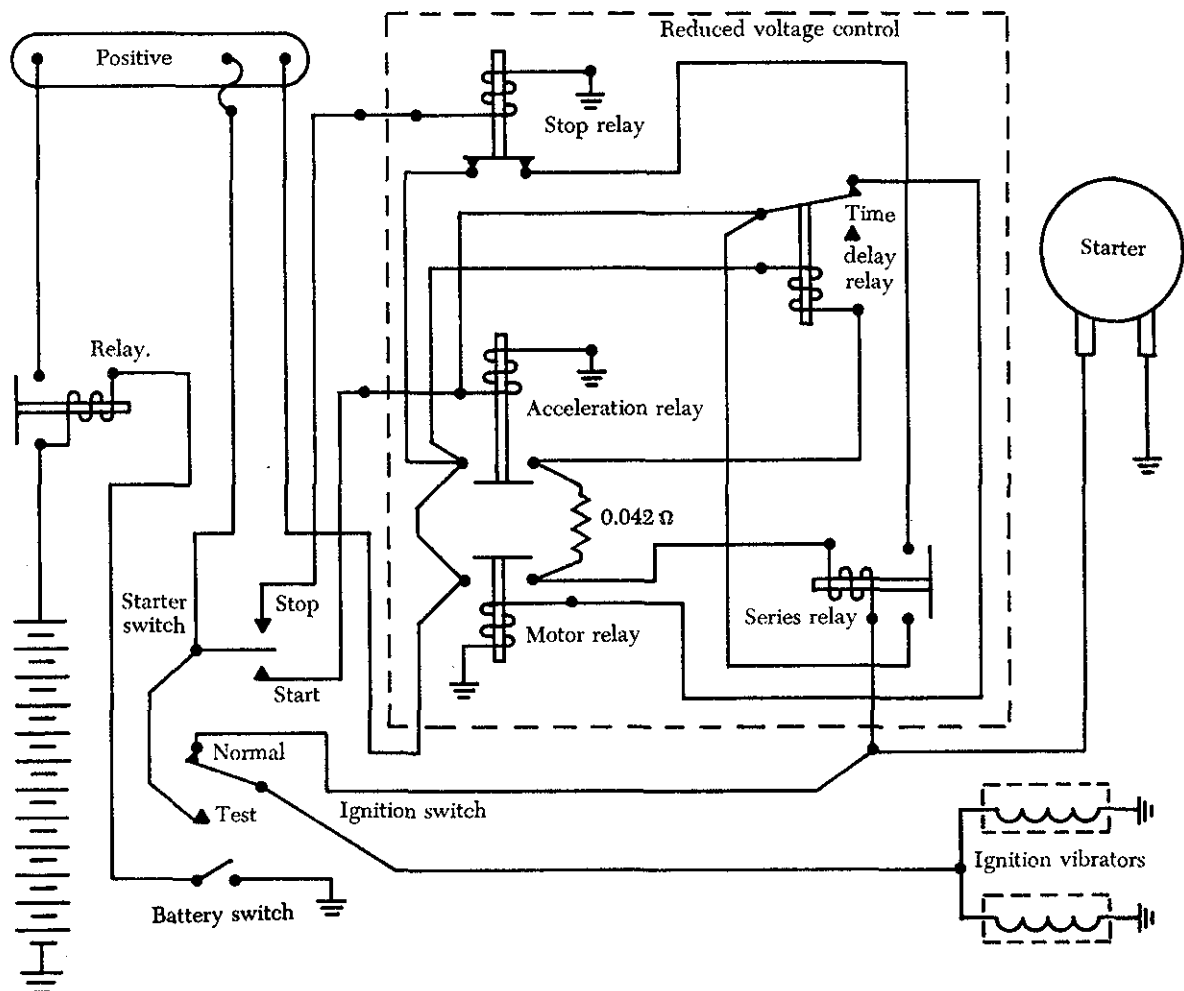 Reduced voltage control
Positive
Stop relay
Time
delay
relay
Starter
Relay.
Acceleration relay
0.042 Ω
Starter
switch
Stop
Start
Motor relay
Series relay
Normal
Ignition switch
Test
Ignition vibrators
Battery switch